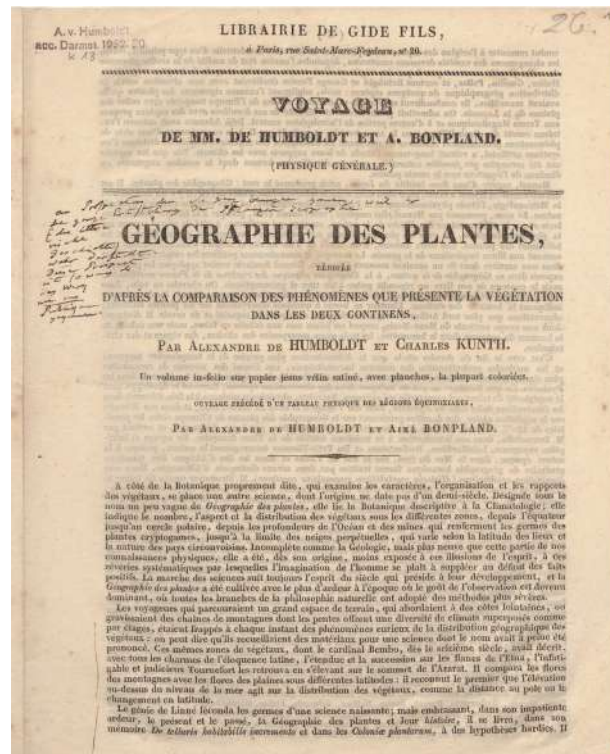 A. v. Humboldt
acc. Darmst. 1932. 20
K 13
26.
LIBRAIRIE DE GIDE FILS,
à Paris, rue Saint-Marc-Feydeau, nº 20.
VOYAGE
DE MM. DE HUMBOLDT ET A. BONPLAND.
(PHYSIQUE GÉNÉRALE.)
GÉOGRAPHIE DES PLANTES,
RÉDIGÉE
D'APRÈS LA COMPARAISON DES PHÉNOMÈNES QUE PRÉSENTE LA VÉGÉTATION
DANS LES DEUX CONTINENS,
PAR ALEXANDRE DE HUMBOLDT ET CHARLES KUNTH.
Un volume in-folio sur papier jésus vélin satiné, avec planches, la plupart coloriées.
OUVRAGE PRÉCÉDÉ D'UN TABLEAU PHYSIQUE DES RÉGIONS ÉQUINOXIALES,
PAR ALEXANDRE DE HUMBOLDT ET AIMÉ BONPLAND.
A côté de la Botanique proprement dite, qui examine les caractères, l'organisation et les rapports
des végétaux, se place une autre science, dont l'origine ne date pas d'un demi-siècle. Désignée sous le
nom un peu vague de Géographie des plantes, elle lie la Botanique descriptive à la Climatologie; elle
indique le nombre, l'aspect et la distribution des végétaux sous les différentes zones, depuis l'équateur
jusqu'au cercle polaire, depuis les profondeurs de l'Océan et des mines qui renferment les germes des
plantes cryptogames, jusqu'à la limite des neiges perpétuelles, qui varie selon la latitude des lieux et
la nature des pays circonvoisins. Incomplète comme la Géologie, mais plus neuve que cette partie de nos
connaissances physiques, elle a été, dès son origine, moins exposée à ces illusions de l'esprit, à ces
rêveries systématiques par lesquelles l'imagination de l'homme se plaît à suppléer au défaut des faits
positifs. La marche des sciences suit toujours l'esprit du siècle qui préside à leur développement, et la
Géographie des plantes a été cultivée avec le plus d'ardeur à l'époque où le goût de l'observation est devenu
dominant, où toutes les branches de la philosophie naturelle ont adopté des méthodes plus sévères.
Les voyageurs qui parcouraient un grand espace de terrain, qui abordaient à des côtes lointaines, ou
gravissaient des chaînes de montagnes dont les pentes offrent une diversité de climats superposés comme
par étages, étaient frappés à chaque instant des phénomènes curieux de la distribution géographique des
végétaux : on peut dire qu'ils recueillaient des matériaux pour une science dont le nom avait à peine été
prononcé. Ces mêmes zones de végétaux, dont le cardinal Bembo, dès le seizième siècle, avait décrit,
avec tous les charmes de l'éloquence latine, l'étendue et la succession sur les flancs de l'Etna, l'infati-
gable et judicieux Tournefort les retrouva en s'élevant sur le sommet de l'Ararat. Il compara les flores
des montagnes avec les flores des plaines sous différentes latitudes : il reconnut le premier que l'élévation
au-dessus du niveau de la mer agit sur la distribution des végétaux, comme la distance au pole ou le
changement en latitude.
Le génie de Linné féconda les germes d'une science naissante; mais embrassant, dans son impatiente
ardeur, le présent et le passé, la Géographie des plantes et leur histoire, il se livra, dans son
mémoire De telluris habitabilis incremento et dans les Coloniæ plantarum, à des hypothèses hardies. Il